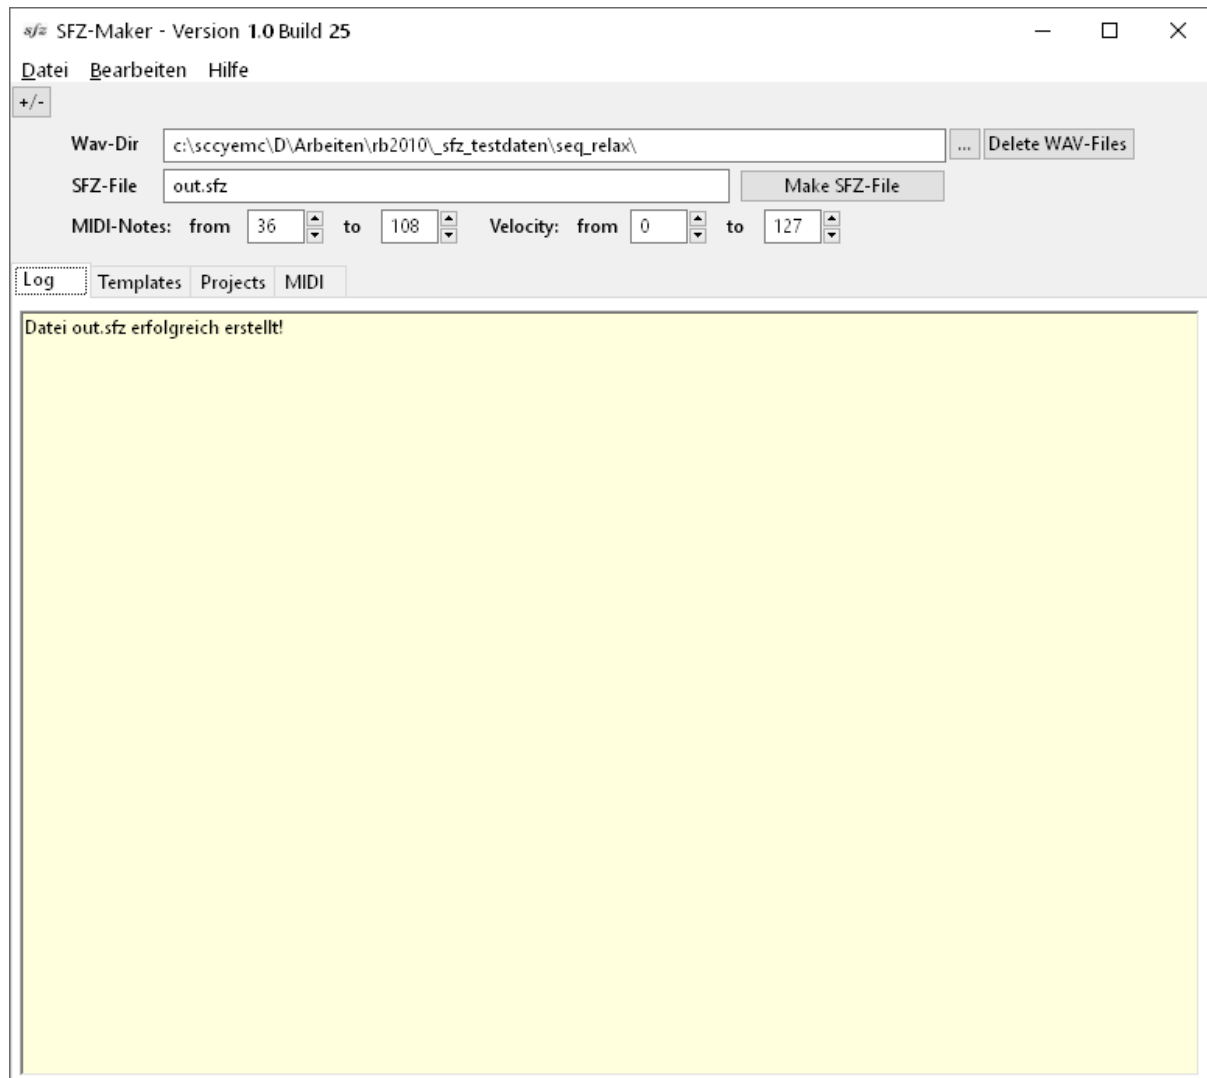 sfz SFZ-Maker - Version 1.0 Build 25
Datei Bearbeiten Hilfe
+/-
Wav-Dir c:\sccyemc\D\Arbeiten\rb2010\_sfz_testdaten\seq_relax\ ... Delete WAV-Files
SFZ-File out.sfz Make SFZ-File
MIDI-Notes: from 36 to 108 Velocity: from 0 to 127
Log Templates Projects MIDI
Datei out.sfz erfolgreich erstellt!